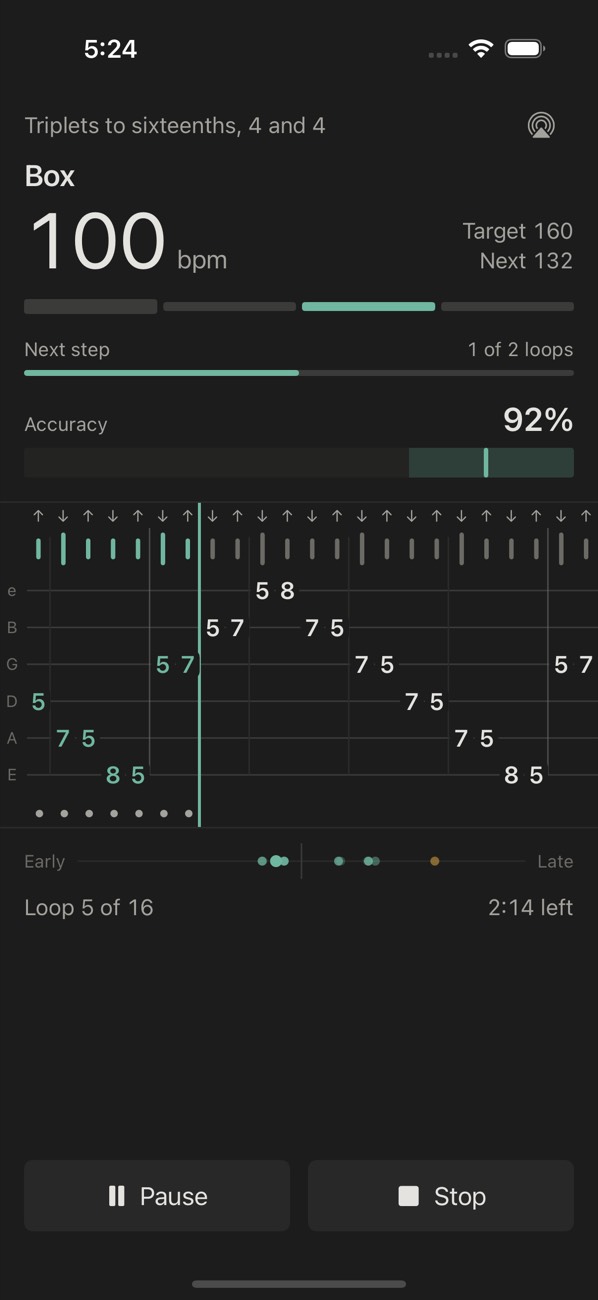 5:24
Triplets to sixteenths, 4 and 4
Box
100 bpm
Target 160
Next 132
Next step
1 of 2 loops
Accuracy
92%
↑ ↓ ↑ ↓ ↑ ↓ ↑ ↓ ↑ ↓ ↑ ↓ ↑ ↓ ↑ ↓ ↑ ↓ ↑ ↓ ↑ ↓ ↑
e 5 8
B 5 7 7 5
G 5 7 7 5 5 7
D 5 7 5
A 7 5 7 5
E 8 5 8 5
Early
Late
Loop 5 of 16
2:14 left
Pause
Stop